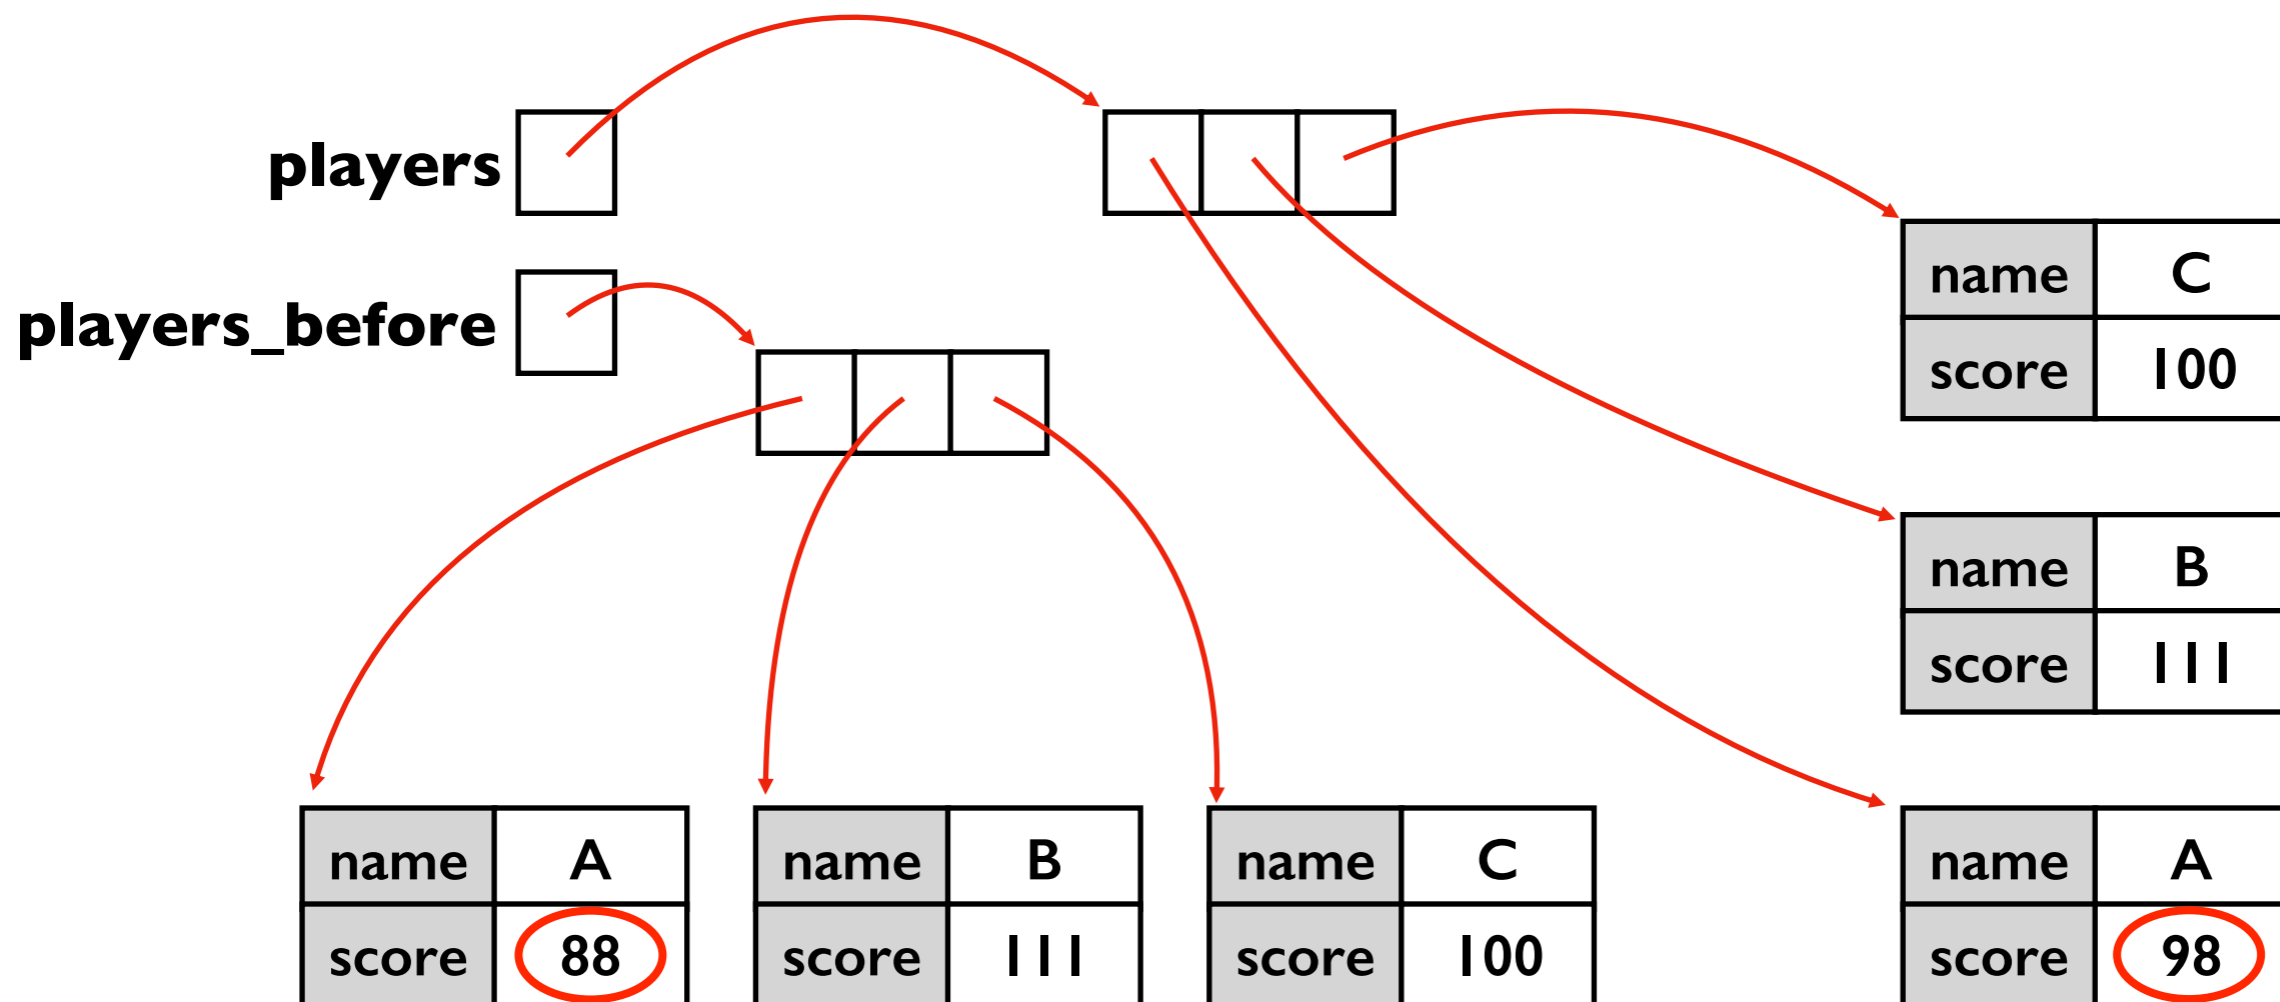 players
players_before
name C
score 100
name B
score 111
name A name B name C name A
score 88 score 111 score 100 score 98